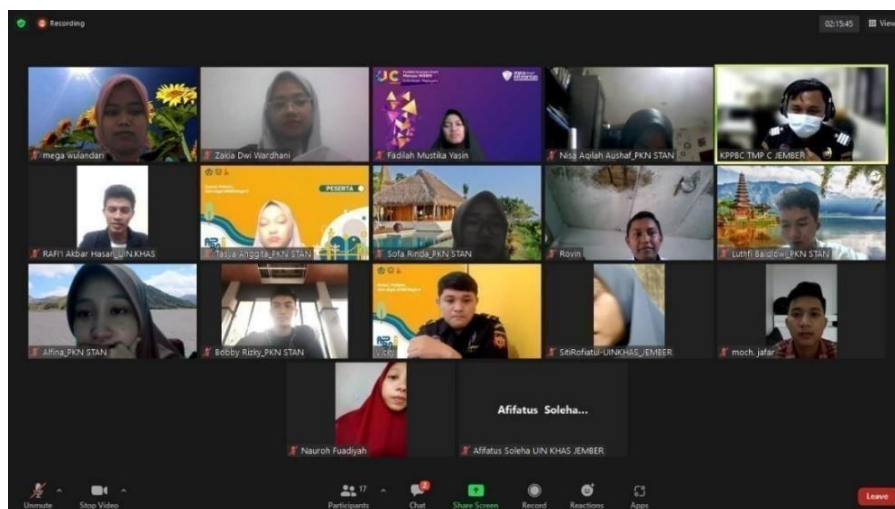 Recording
02:15:45
View
mega wulandari
Zakia Dwi Wardhani
Fadilah Mustika Yasin
Nisa Aqilah Aushaf_PKN STAN
KPPBC TMP C JEMBER
RAFI'I Akbar Hasan_UIN.KHAS
PESERTA
Tasya Anggita_PKN STAN
Sofa Rinda_PKN STAN
Rovin
Luthfi Baidlowi_PKN STAN
Alfina_PKN STAN
Bobby Rizky_PKN STAN
Vicky
SitiRofiatul-UINKHAS_JEMBER
moch. jafar
Nauroh Fuadiyah
Afifatus Soleha...
Afifatus Soleha UIN KHAS JEMBER
Unmute
Stop Video
17
Participants
2
Chat
Share Screen
Record
Reactions
Apps
Leave